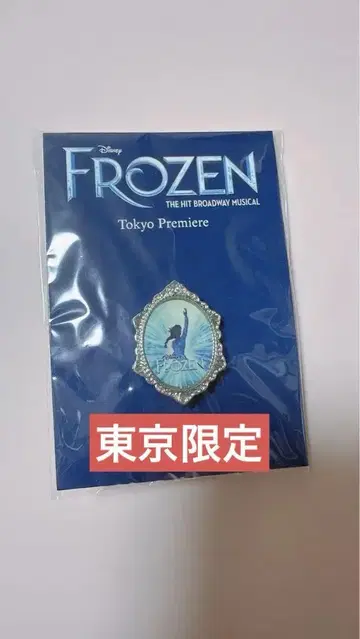 Disney
FROZEN
THE HIT BROADWAY MUSICAL
Tokyo Premiere
FROZEN
東京限定